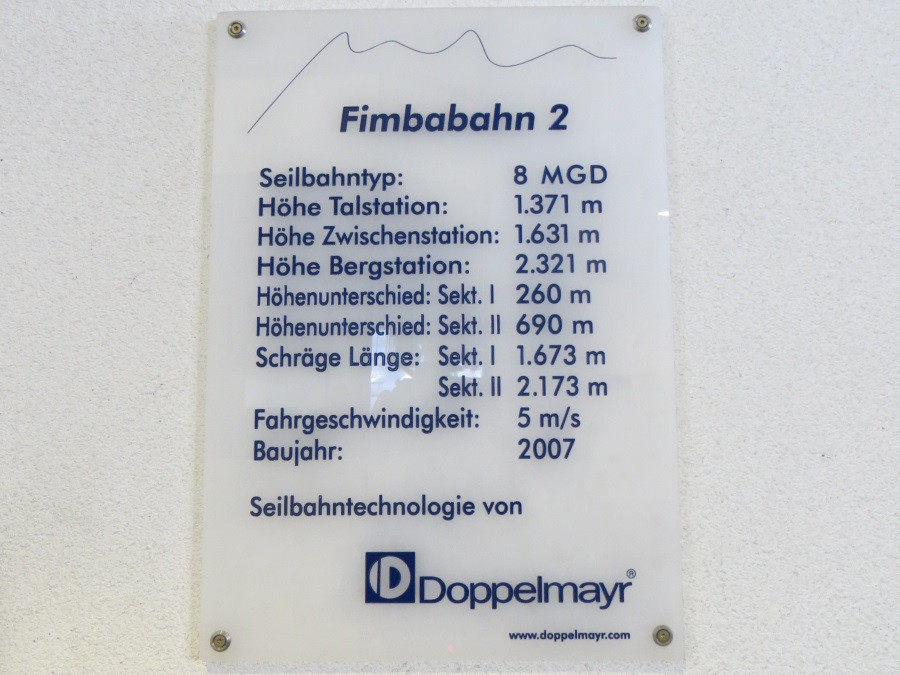 Fimbabahn 2
Seilbahntyp: 8 MGD
Höhe Talstation: 1.371 m
Höhe Zwischenstation: 1.631 m
Höhe Bergstation: 2.321 m
Höhenunterschied: Sekt. I 260 m
Höhenunterschied: Sekt. II 690 m
Schräge Länge: Sekt. I 1.673 m
Sekt. II 2.173 m
Fahrgeschwindigkeit: 5 m/s
Baujahr: 2007
Seilbahntechnologie von
Doppelmayr®
www.doppelmayr.com